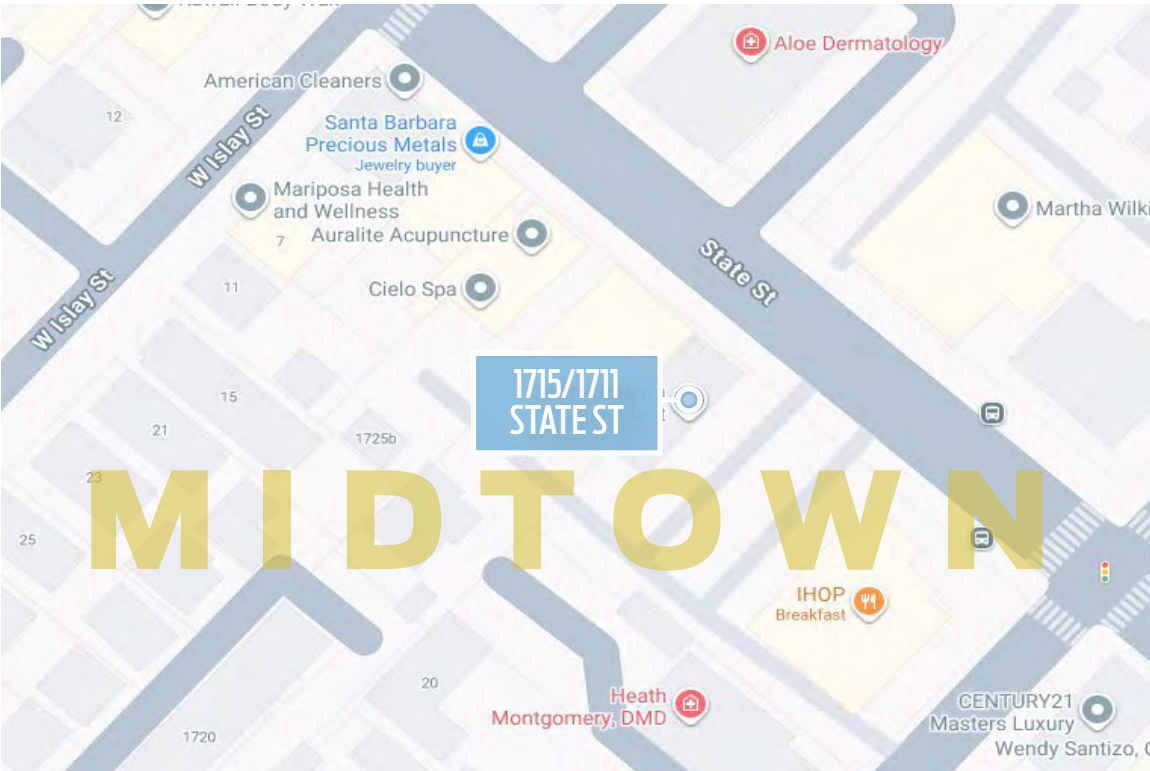 Aloe Dermatology
American Cleaners
12
W Islay St
Santa Barbara
Precious Metals
Jewelry buyer
Mariposa Health
and Wellness
7
Auralite Acupuncture
Martha Wilki
State St
Cielo Spa
11
W Islay St
1715/1711
STATE ST
15
21
1725b
23
MIDTOWN
25
IHOP
Breakfast
20
Heath
Montgomery, DMD
1720
CENTURY21
Masters Luxury
Wendy Santizo, C